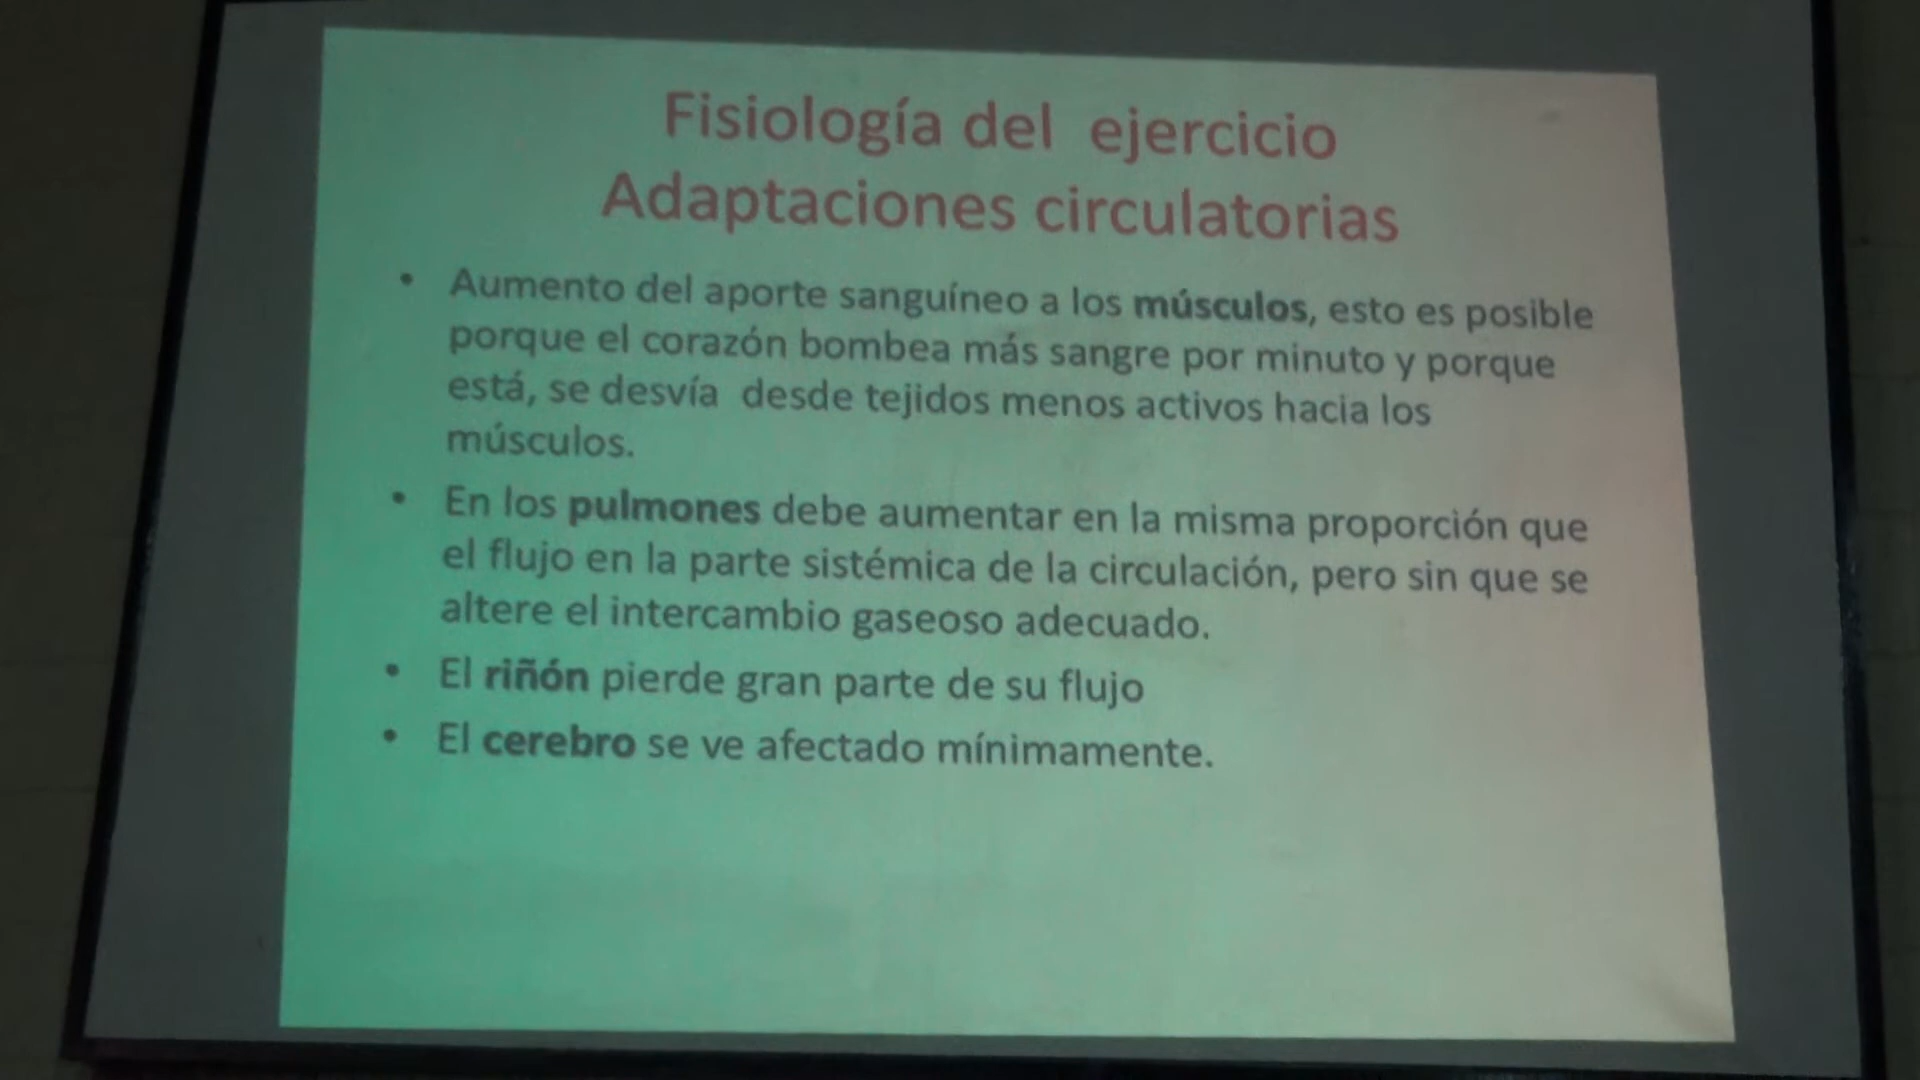 Fisiología del ejercicio
Adaptaciones circulatorias
• Aumento del aporte sanguíneo a los músculos, esto es posible
porque el corazón bombea más sangre por minuto y porque
está, se desvía desde tejidos menos activos hacia los
músculos.
• En los pulmones debe aumentar en la misma proporción que
el flujo en la parte sistémica de la circulación, pero sin que se
altere el intercambio gaseoso adecuado.
• El riñón pierde gran parte de su flujo
• El cerebro se ve afectado mínimamente.